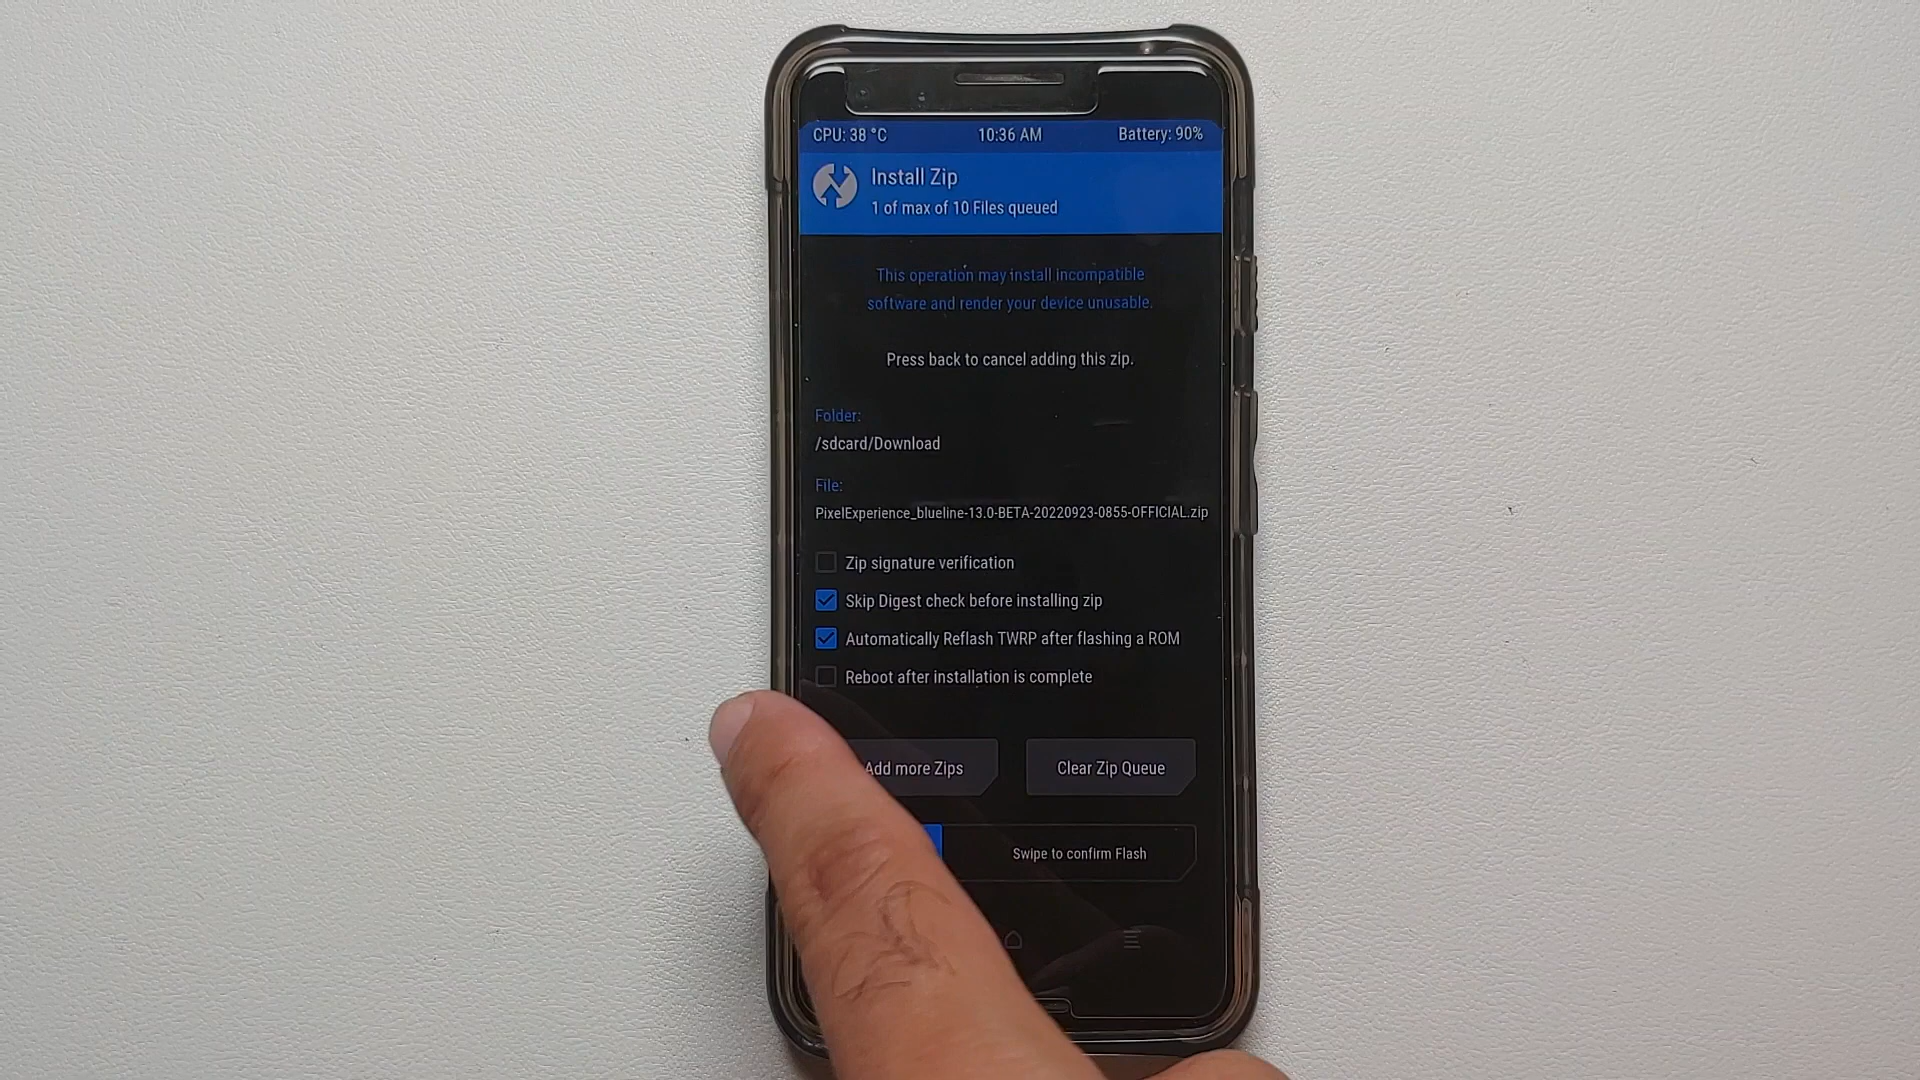 CPU: 38 °C 10:36 AM Battery: 90%
Install Zip
1 of max of 10 Files queued
This operation may install incompatible
software and render your device unusable.
Press back to cancel adding this zip.
Folder:
/sdcard/Download
File:
PixelExperience_blueline-13.0-BETA-20220923-0855-OFFICIAL.zip
Zip signature verification
Skip Digest check before installing zip
Automatically Reflash TWRP after flashing a ROM
Reboot after installation is complete
Add more Zips Clear Zip Queue
Swipe to confirm Flash